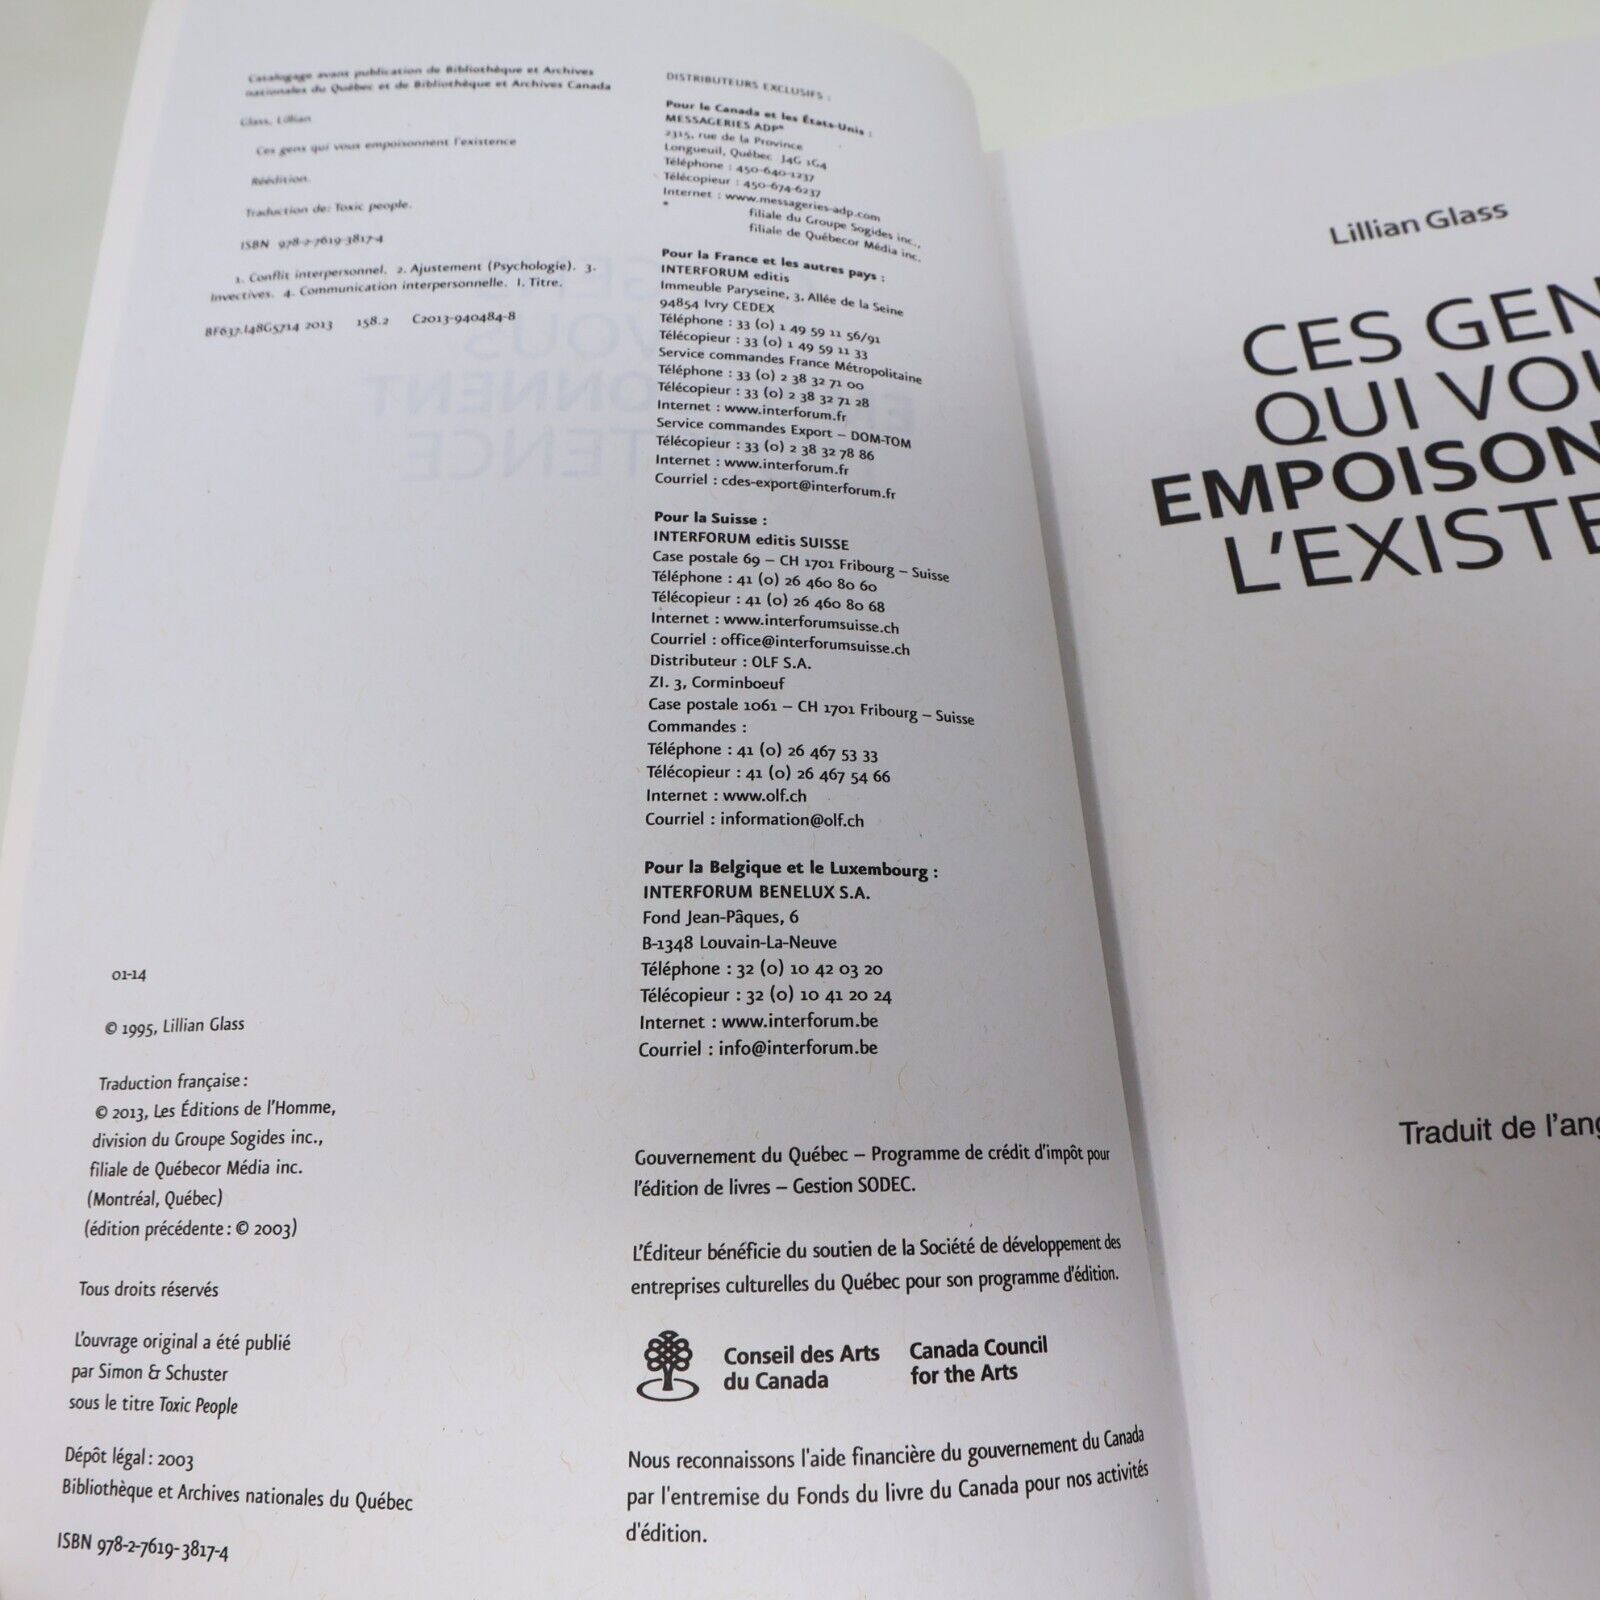 Catalogage avant publication de Bibliothèque et Archives
nationales du Québec et de Bibliothèque et Archives Canada
Glass, Lillian
Ces gens qui vous empoisonnent l'existence
Réédition.
Traduction de: Toxic people.
ISBN 978-2-7619-3817-4
1. Conflit interpersonnel. 2. Ajustement (Psychologie). 3.
Invectives. 4. Communication interpersonnelle. I. Titre.
BF637.I48G5714 2013 158.2 C2013-940484-8
01-14
© 1995, Lillian Glass
Traduction française :
© 2013, Les Éditions de l'Homme,
division du Groupe Sogides inc.,
filiale de Québecor Média inc.
(Montréal, Québec)
(édition précédente : © 2003)
Tous droits réservés
L'ouvrage original a été publié
par Simon & Schuster
sous le titre Toxic People
Dépôt légal : 2003
Bibliothèque et Archives nationales du Québec
ISBN 978-2-7619-3817-4
DISTRIBUTEURS EXCLUSIFS :
Pour le Canada et les États-Unis :
MESSAGERIES ADP*
2315, rue de la Province
Longueuil, Québec J4G 1G4
Téléphone : 450-640-1237
Télécopieur : 450-674-6237
Internet : www.messageries-adp.com
* filiale du Groupe Sogides inc.,
filiale de Québecor Média inc.
Pour la France et les autres pays :
INTERFORUM editis
Immeuble Paryseine, 3, Allée de la Seine
94854 Ivry CEDEX
Téléphone : 33 (0) 1 49 59 11 56/91
Télécopieur : 33 (0) 1 49 59 11 33
Service commandes France Métropolitaine
Téléphone : 33 (0) 2 38 32 71 00
Télécopieur : 33 (0) 2 38 32 71 28
Internet : www.interforum.fr
Service commandes Export – DOM-TOM
Télécopieur : 33 (0) 2 38 32 78 86
Internet : www.interforum.fr
Courriel : cdes-export@interforum.fr
Pour la Suisse :
INTERFORUM editis SUISSE
Case postale 69 – CH 1701 Fribourg – Suisse
Téléphone : 41 (0) 26 460 80 60
Télécopieur : 41 (0) 26 460 80 68
Internet : www.interforumsuisse.ch
Courriel : office@interforumsuisse.ch
Distributeur : OLF S.A.
ZI. 3, Corminboeuf
Case postale 1061 – CH 1701 Fribourg – Suisse
Commandes :
Téléphone : 41 (0) 26 467 53 33
Télécopieur : 41 (0) 26 467 54 66
Internet : www.olf.ch
Courriel : information@olf.ch
Pour la Belgique et le Luxembourg :
INTERFORUM BENELUX S.A.
Fond Jean-Pâques, 6
B-1348 Louvain-La-Neuve
Téléphone : 32 (0) 10 42 03 20
Télécopieur : 32 (0) 10 41 20 24
Internet : www.interforum.be
Courriel : info@interforum.be
Gouvernement du Québec – Programme de crédit d'impôt pour
l'édition de livres – Gestion SODEC.
L'Éditeur bénéficie du soutien de la Société de développement des
entreprises culturelles du Québec pour son programme d'édition.
Conseil des Arts
du Canada
Canada Council
for the Arts
Nous reconnaissons l'aide financière du gouvernement du Canada
par l'entremise du Fonds du livre du Canada pour nos activités
d'édition.
Lillian Glass
CES GEN
QUI VOU
EMPOISON
L'EXISTE
Traduit de l'ang